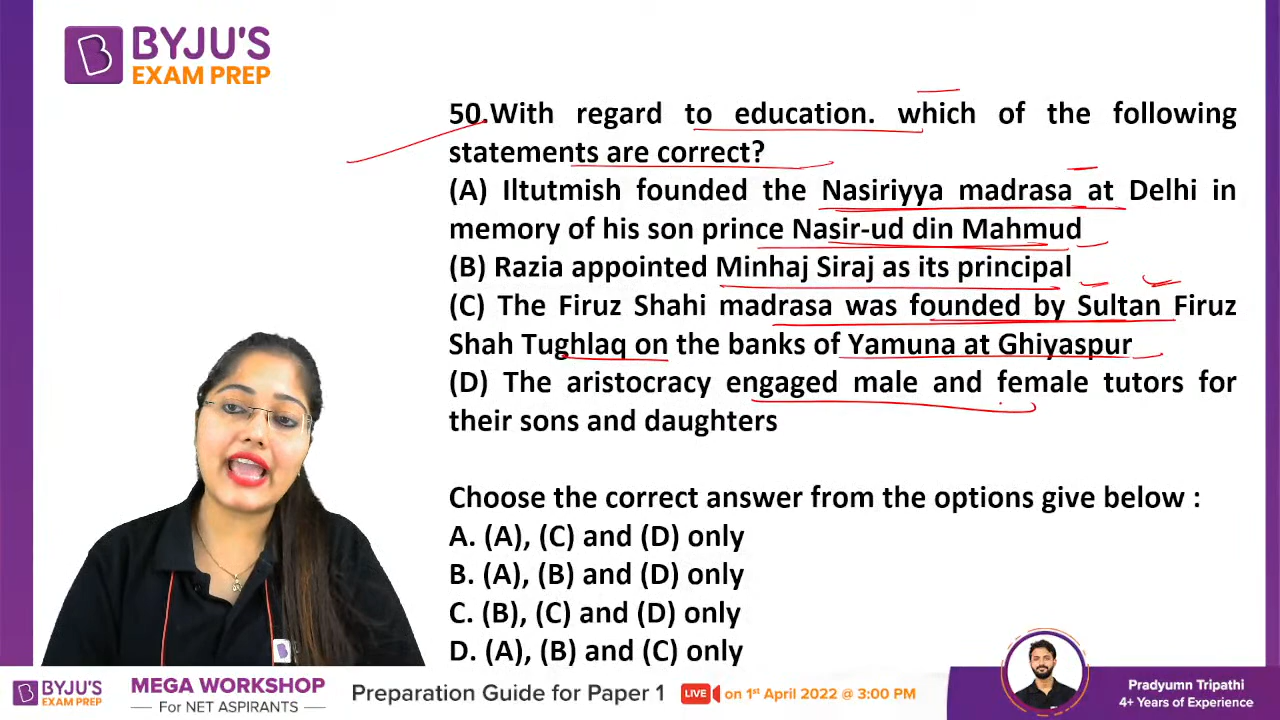 BYJU'S
EXAM PREP
50.With regard to education. which of the following
statements are correct?
(A) Iltutmish founded the Nasiriyya madrasa at Delhi in
memory of his son prince Nasir-ud din Mahmud
(B) Razia appointed Minhaj Siraj as its principal
(C) The Firuz Shahi madrasa was founded by Sultan Firuz
Shah Tughlaq on the banks of Yamuna at Ghiyaspur
(D) The aristocracy engaged male and female tutors for
their sons and daughters
Choose the correct answer from the options give below :
A. (A), (C) and (D) only
B. (A), (B) and (D) only
C. (B), (C) and (D) only
D. (A), (B) and (C) only
BYJU'S
EXAM PREP
MEGA WORKSHOP
For NET ASPIRANTS
Preparation Guide for Paper 1 LIVE on 1st April 2022 @ 3:00 PM
Pradyumn Tripathi
4+ Years of Experience